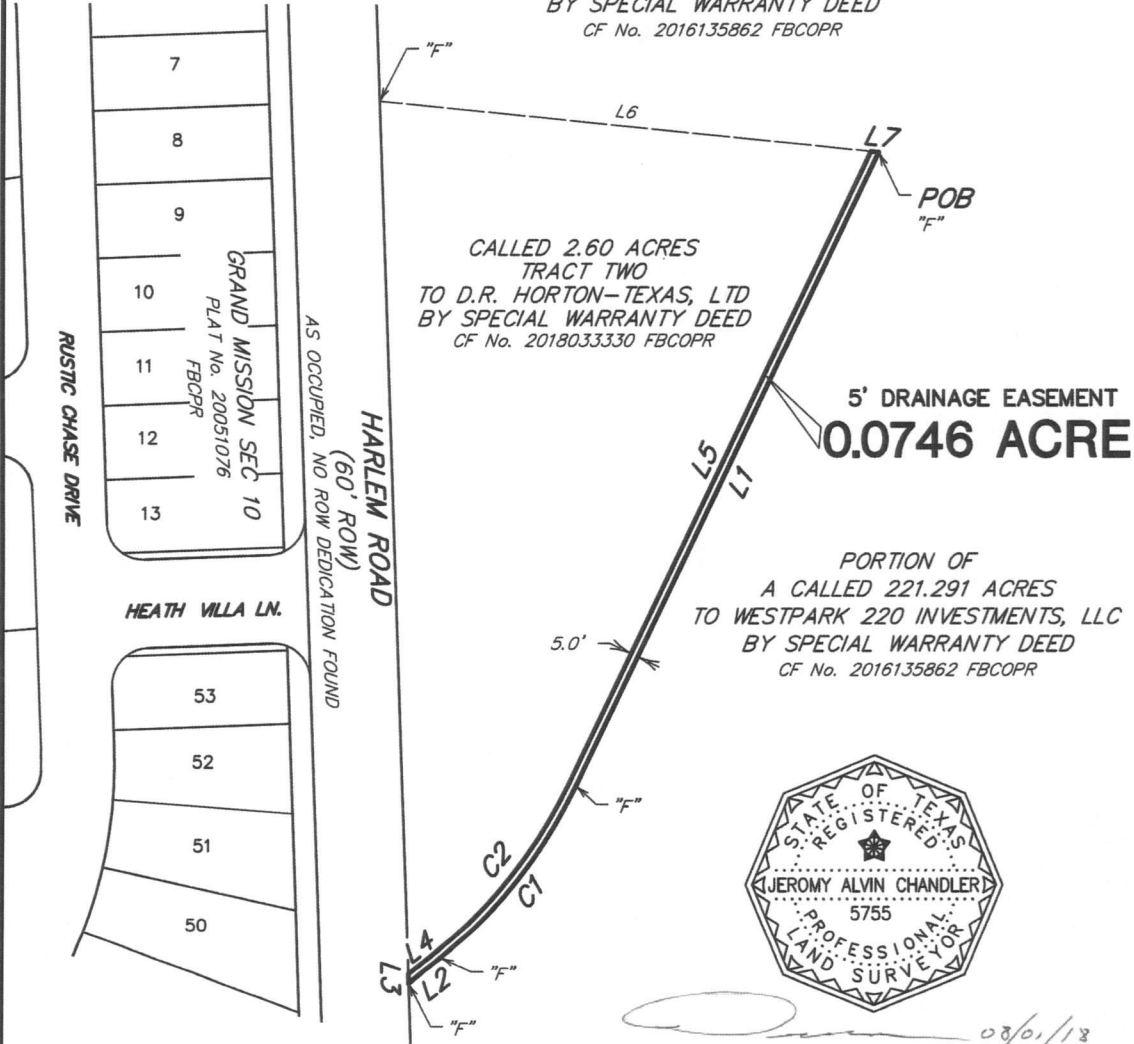 BY SPECIAL WARRANTY DEED
CF No. 2016135862 FBCOPR
"F"
L6
L7
POB
"F"
7
8
9
10
11
12
13
GRAND MISSION SEC 10
PLAT No. 20051076
FBCPR
RUSTIC CHASE DRIVE
AS OCCUPIED, NO ROW DEDICATION FOUND
HARLEM ROAD
(60' ROW)
CALLED 2.60 ACRES
TRACT TWO
TO D.R. HORTON-TEXAS, LTD
BY SPECIAL WARRANTY DEED
CF No. 2018033330 FBCOPR
5' DRAINAGE EASEMENT
0.0746 ACRE
L5
L1
PORTION OF
A CALLED 221.291 ACRES
TO WESTPARK 220 INVESTMENTS, LLC
BY SPECIAL WARRANTY DEED
CF No. 2016135862 FBCOPR
HEATH VILLA LN.
5.0'
53
52
51
50
"F"
C2
C1
L4
L3
L2
"F"
"F"
STATE OF TEXAS
REGISTERED
JEROMY ALVIN CHANDLER
5755
PROFESSIONAL
LAND SURVEYOR
08/01/18